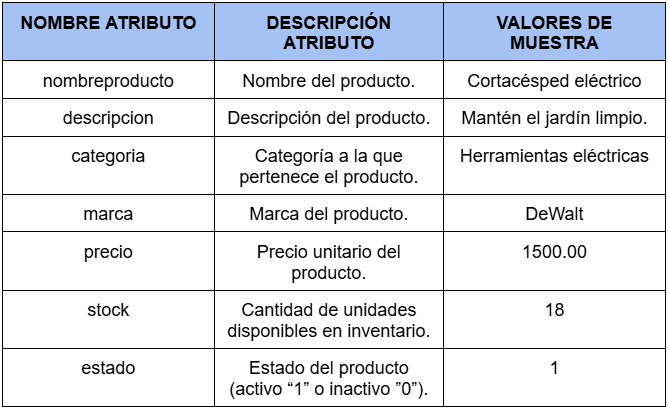 NOMBRE ATRIBUTO DESCRIPCIÓN ATRIBUTO VALORES DE MUESTRA
nombreproducto Nombre del producto. Cortacésped eléctrico
descripcion Descripción del producto. Mantén el jardín limpio.
categoria Categoría a la que pertenece el producto. Herramientas eléctricas
marca Marca del producto. DeWalt
precio Precio unitario del producto. 1500.00
stock Cantidad de unidades disponibles en inventario. 18
estado Estado del producto (activo “1” o inactivo ”0”). 1